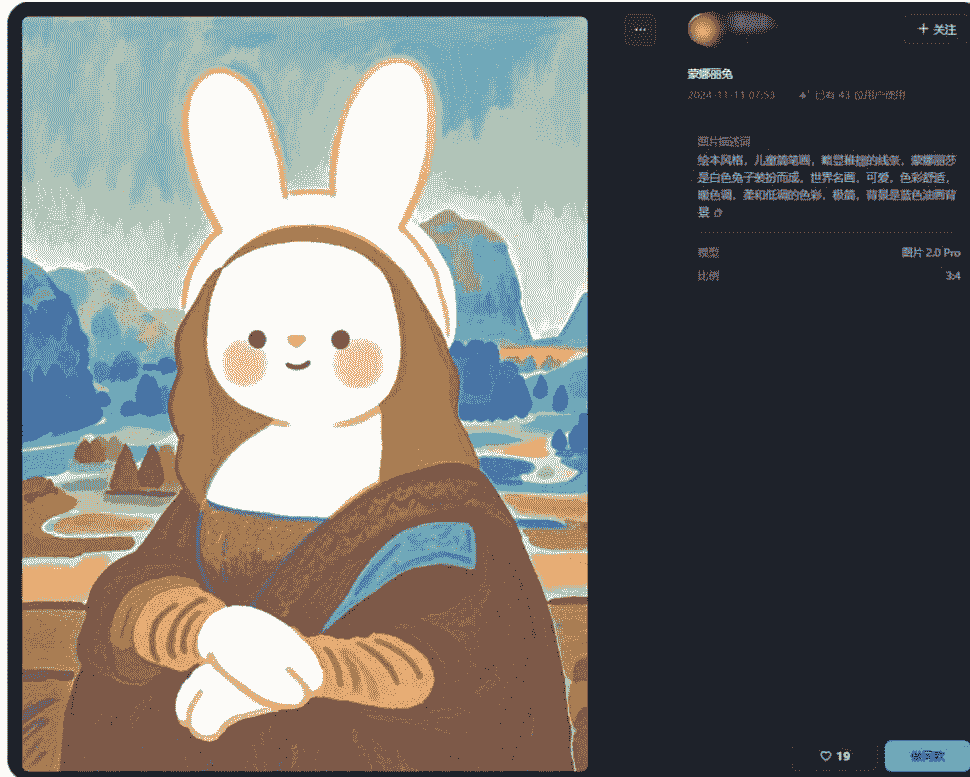 + 关注
蒙娜丽兔
2024-11-11 07:53 已有 43 位用户使用
图片描述词
绘本风格，儿童简笔画，略显稚拙的线条，蒙娜丽莎
是白色兔子装扮而成，世界名画，可爱，色彩舒适，
暖色调，柔和低调的色彩，极简，背景是蓝色油画背
景
模型 图片 2.0 Pro
比例 3:4
19 做同款